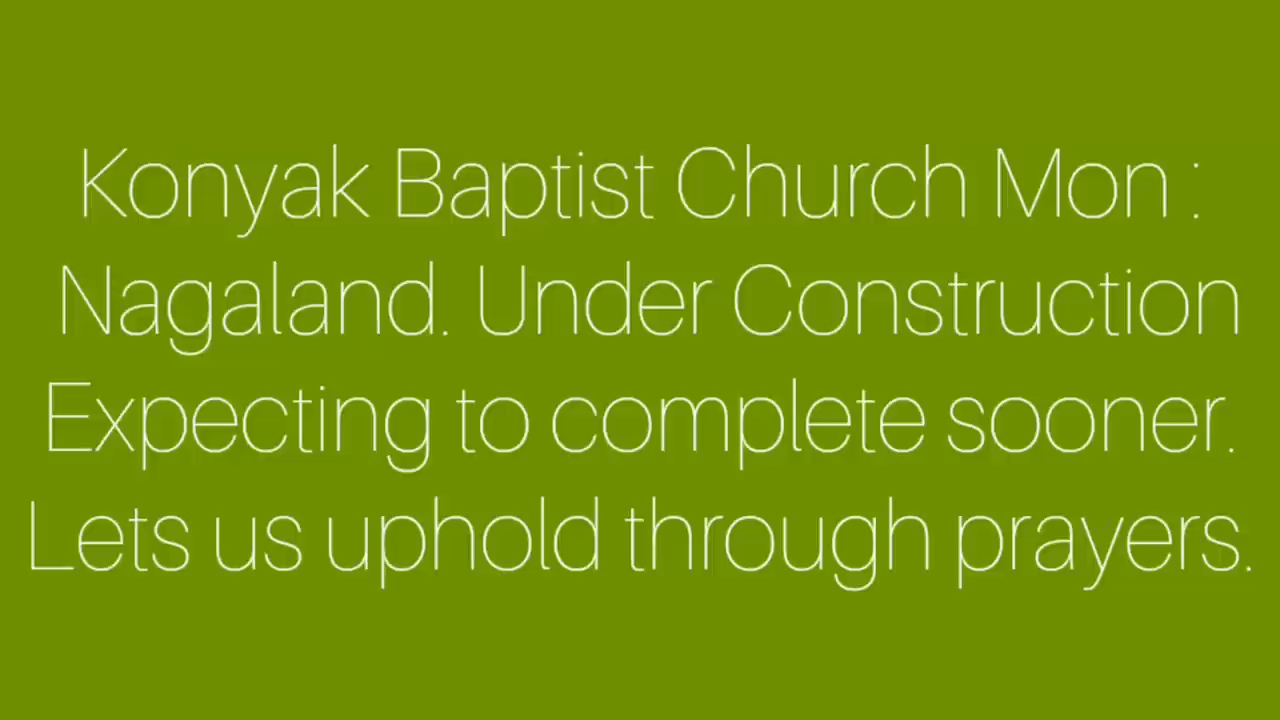 Konyak Baptist Church Mon :
Nagaland. Under Construction
Expecting to complete sooner.
Lets us uphold through prayers.